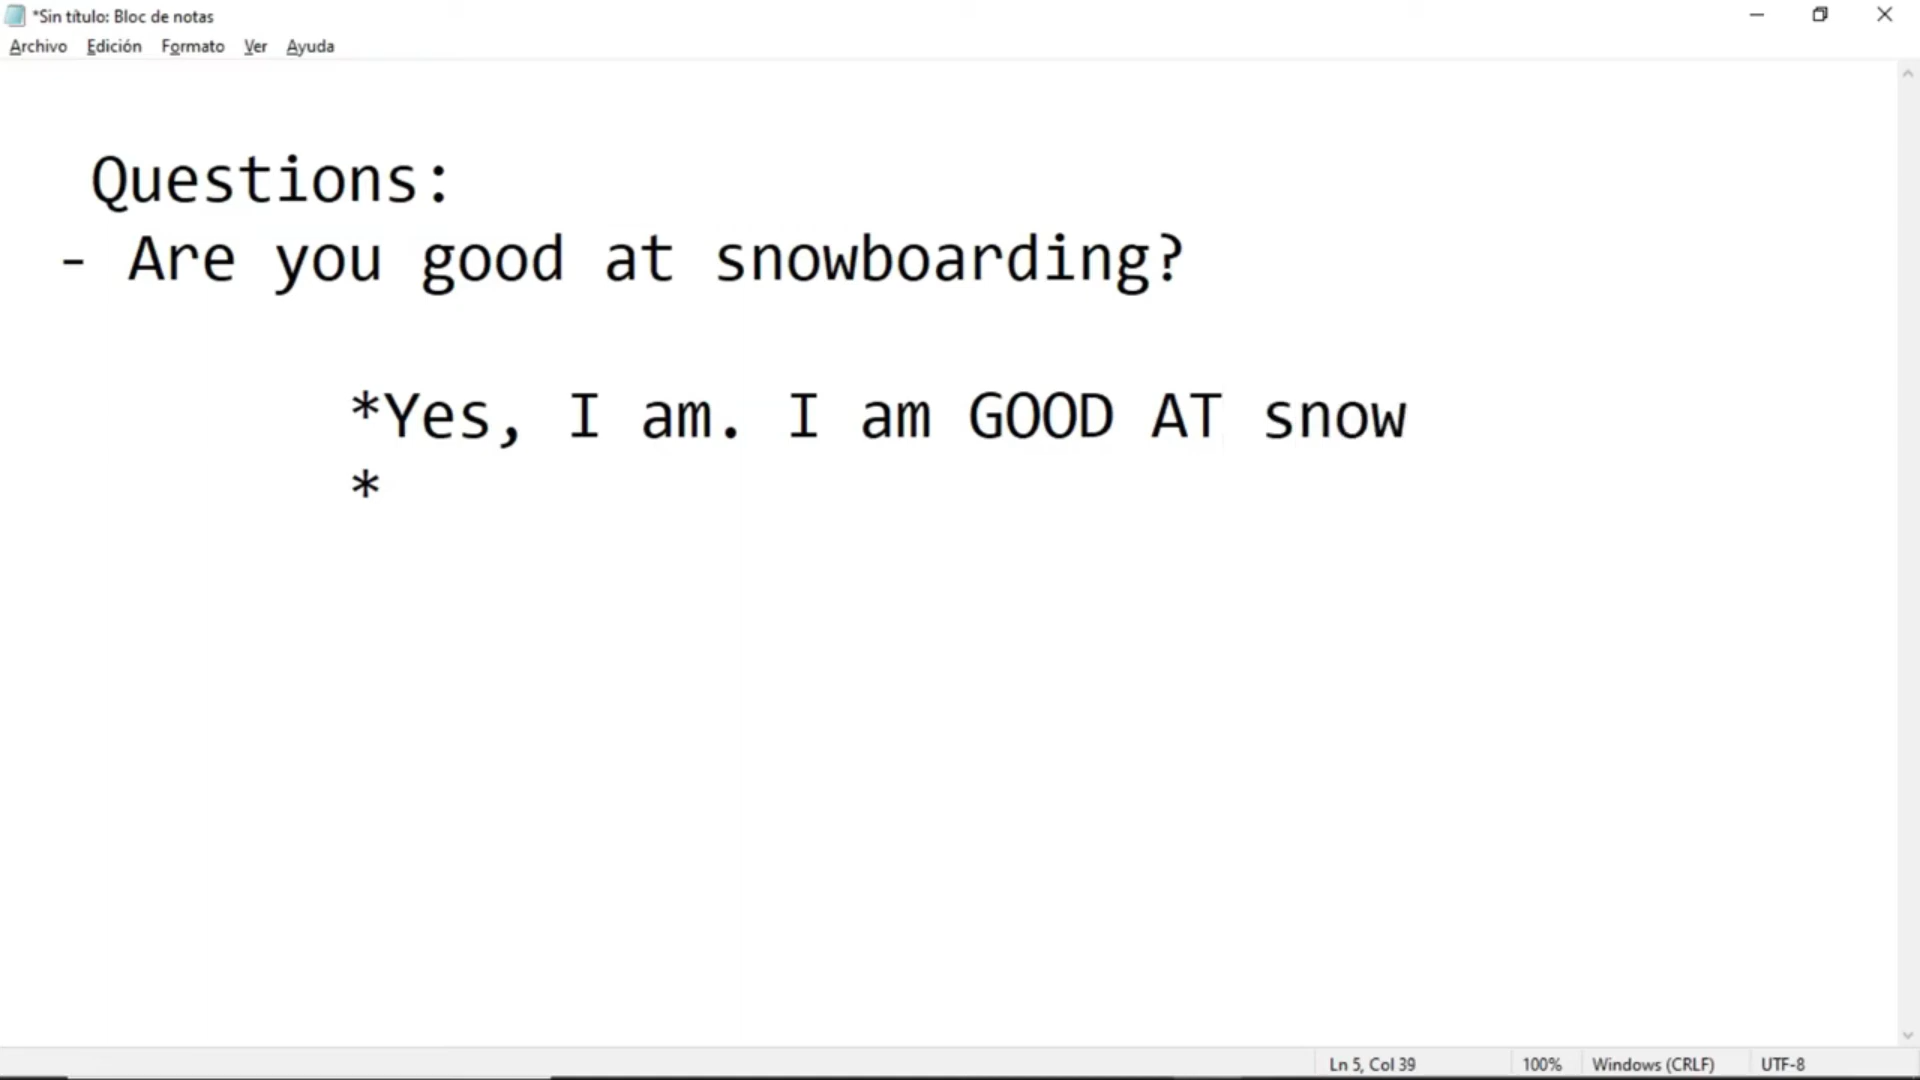 *Sin título: Bloc de notas
Archivo Edición Formato Ver Ayuda
Questions:
- Are you good at snowboarding?
*Yes, I am. I am GOOD AT snow
*
Ln 5, Col 39 100% Windows (CRLF) UTF-8